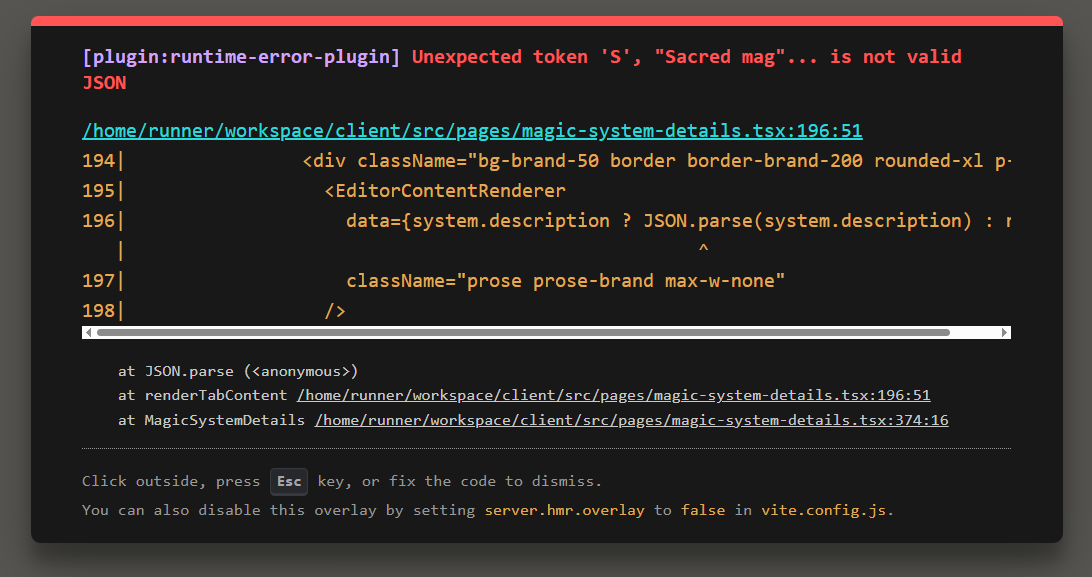 [plugin:runtime-error-plugin] Unexpected token 'S', "Sacred mag"... is not valid
JSON
/home/runner/workspace/client/src/pages/magic-system-details.tsx:196:51
194|                <div className="bg-brand-50 border border-brand-200 rounded-xl p-
195|                  <EditorContentRenderer
196|                    data={system.description ? JSON.parse(system.description) :
|                                                    ^
197|                    className="prose prose-brand max-w-none"
198|                  />
at JSON.parse (<anonymous>)
at renderTabContent /home/runner/workspace/client/src/pages/magic-system-details.tsx:196:51
at MagicSystemDetails /home/runner/workspace/client/src/pages/magic-system-details.tsx:374:16
Click outside, press Esc key, or fix the code to dismiss.
You can also disable this overlay by setting server.hmr.overlay to false in vite.config.js.